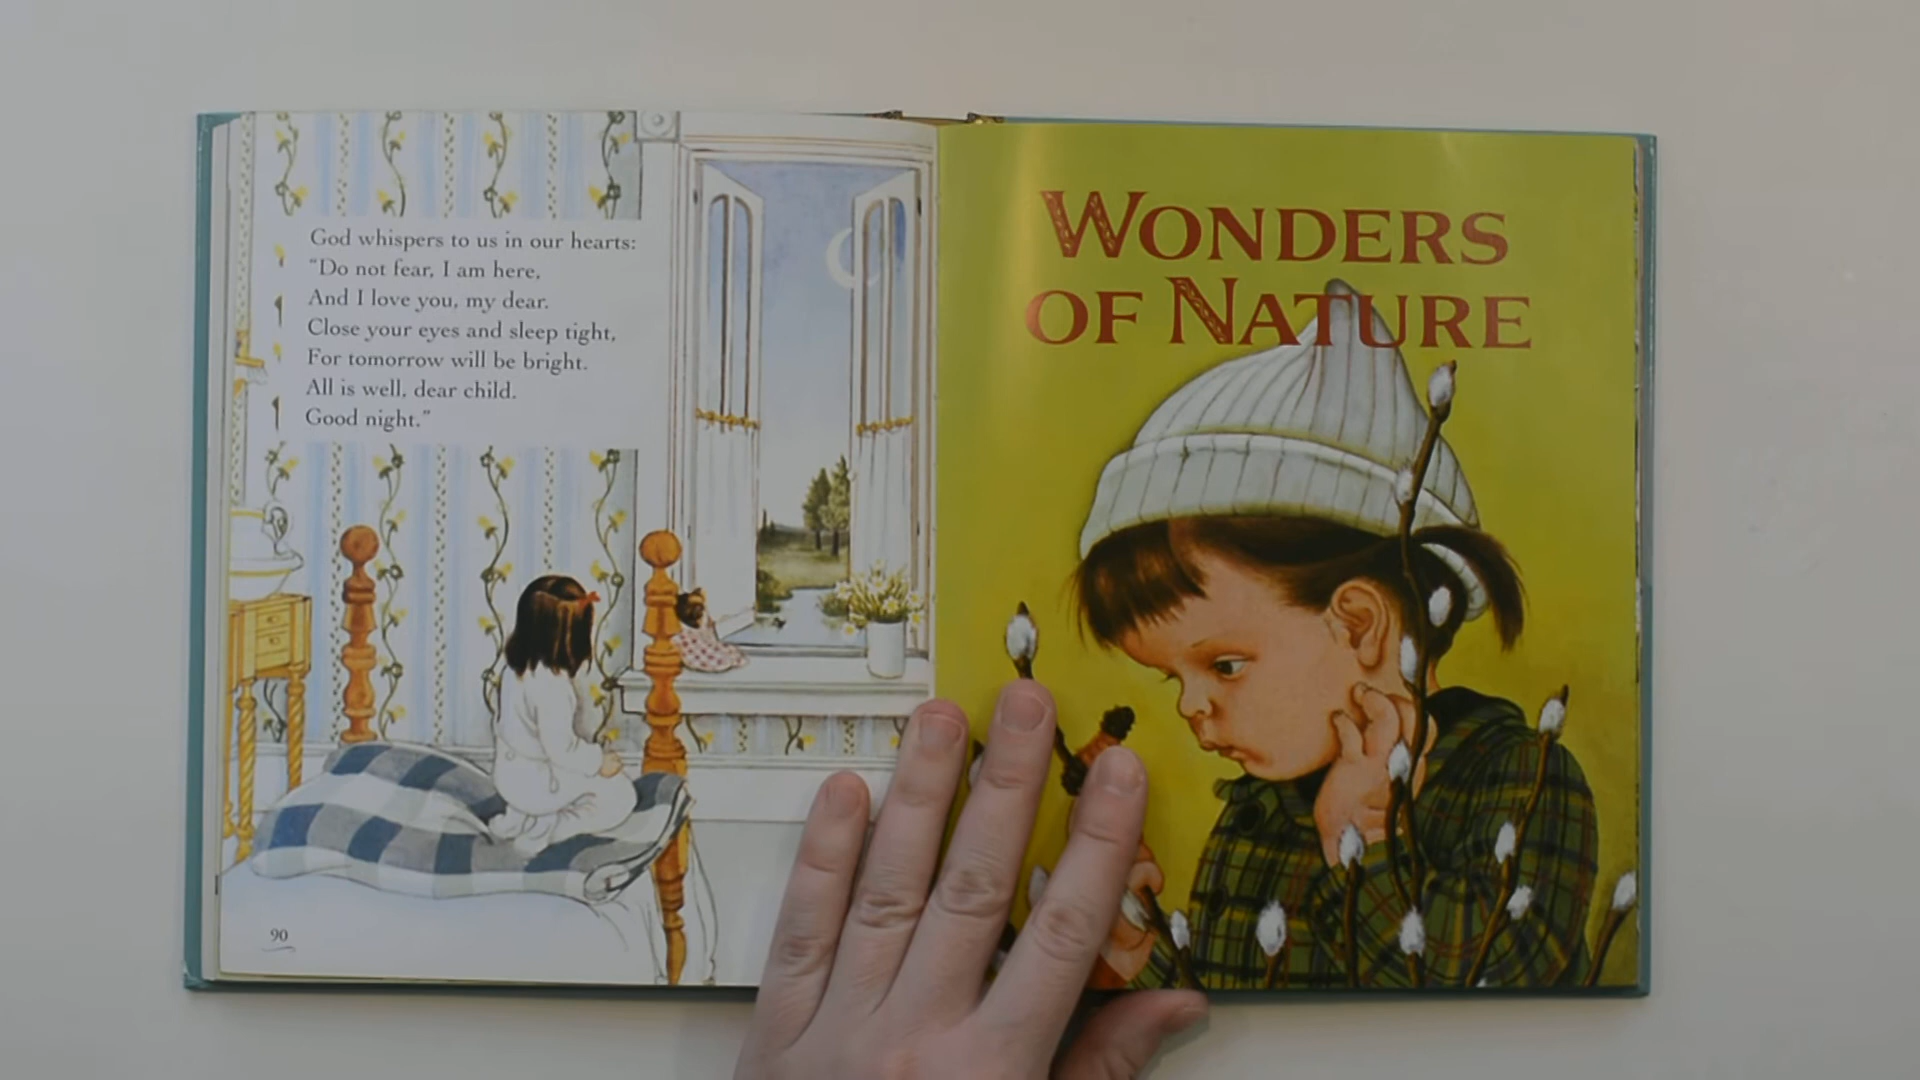 God whispers to us in our hearts:
“Do not fear, I am here,
And I love you, my dear.
Close your eyes and sleep tight,
For tomorrow will be bright.
All is well, dear child.
Good night.”
90
WONDERS
OF NATURE